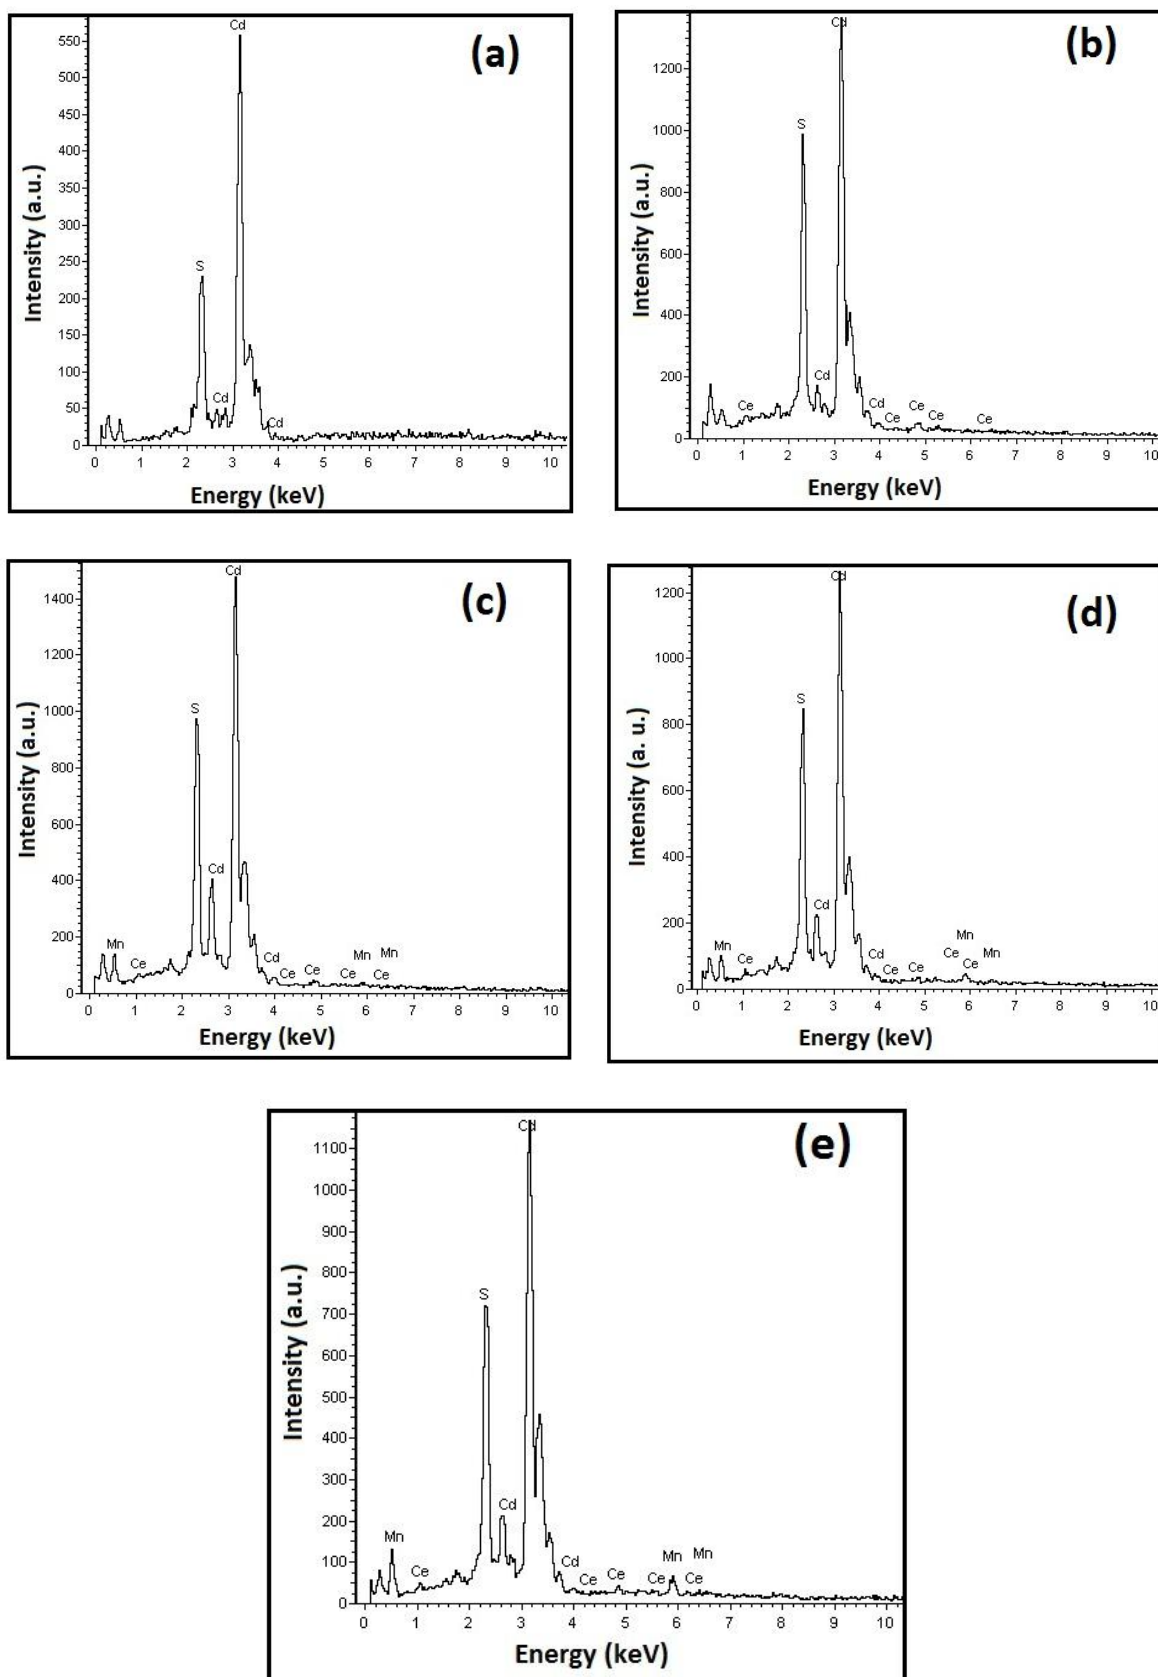 (a)
Cd
550
500
450
400
350
300
250
200
150
100
50
0
S
Cd
Cd
Intensity (a.u.)
0 1 2 3 4 5 6 7 8 9 10
Energy (keV)
(b)
Cd
1200
1000
800
600
400
200
0
S
Cd
Ce
Cd
Ce
Ce
Ce
Ce
Intensity (a.u.)
0 1 2 3 4 5 6 7 8 9 10
Energy (keV)
(c)
Cd
1400
1200
1000
800
600
400
200
0
S
Cd
Mn
Ce
Cd
Ce
Ce
Ce
Mn
Ce
Mn
Intensity (a.u.)
0 1 2 3 4 5 6 7 8 9 10
Energy (keV)
(d)
Cd
1200
1000
800
600
400
200
0
S
Cd
Mn
Ce
Cd
Ce
Ce
Ce
Mn
Ce
Mn
Intensity (a. u.)
0 1 2 3 4 5 6 7 8 9 10
Energy (keV)
(e)
Cd
1100
1000
900
800
700
600
500
400
300
200
100
0
S
Cd
Mn
Ce
Cd
Ce
Ce
Ce
Mn
Ce
Mn
Intensity (a.u.)
0 1 2 3 4 5 6 7 8 9 10
Energy (keV)